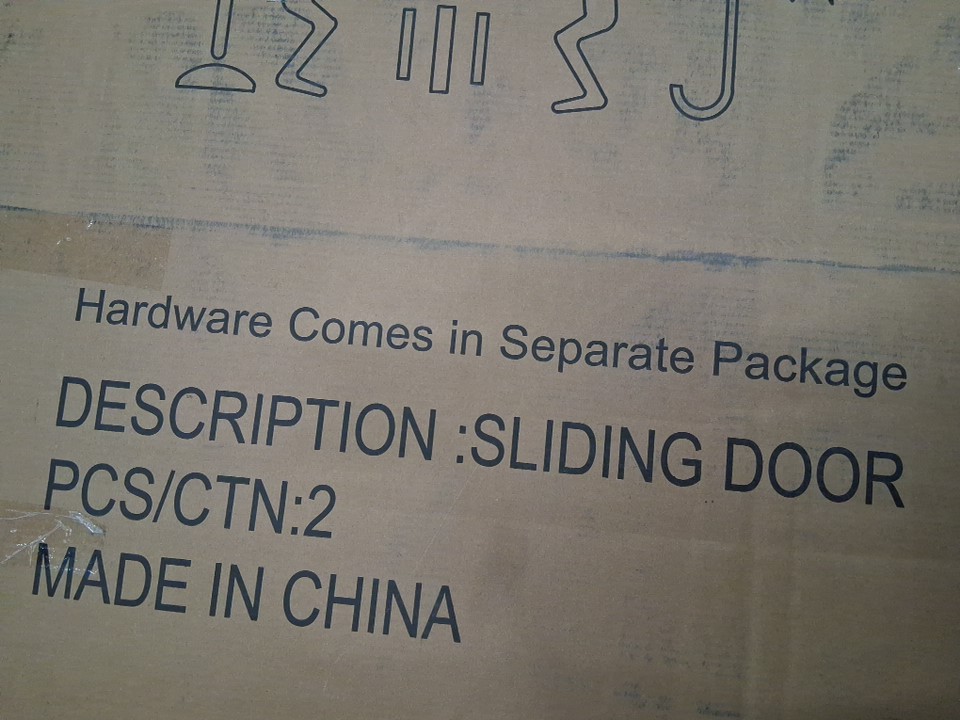 Hardware Comes in Separate Package
DESCRIPTION :SLIDING DOOR
PCS/CTN:2
MADE IN CHINA